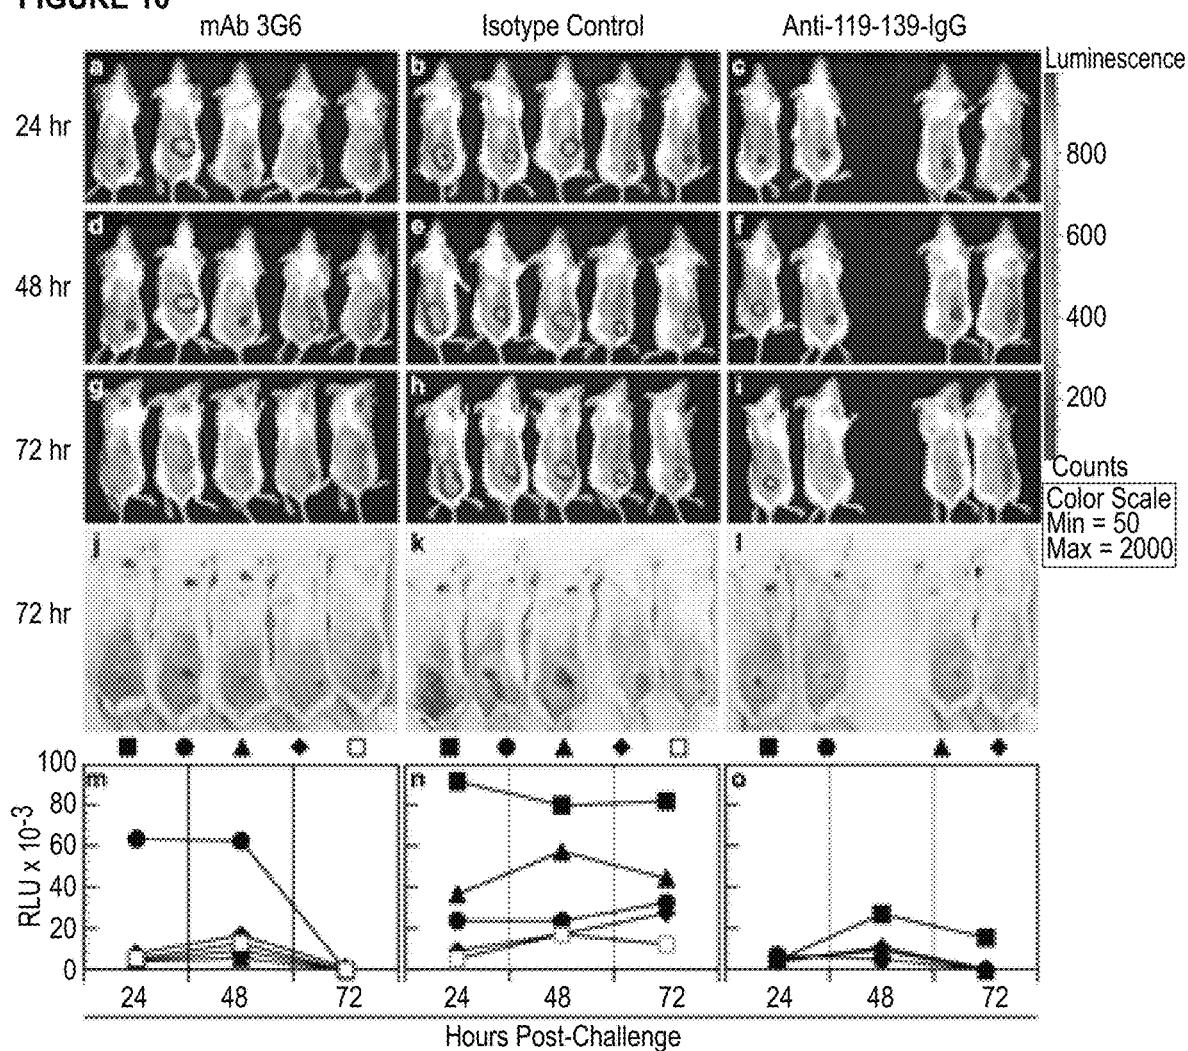 FIGURE 10
mAb 3G6 Isotype Control Anti-119-139-IgG
Luminescence
a b c
24 hr
800
d e f
600
48 hr
400
g h i
200
72 hr
Counts
Color Scale
Min = 50
Max = 2000
j k l
72 hr
100 m n o
80
60
40
20
0
RLU x 10-3
24 48 72 24 48 72 24 48 72
Hours Post-Challenge